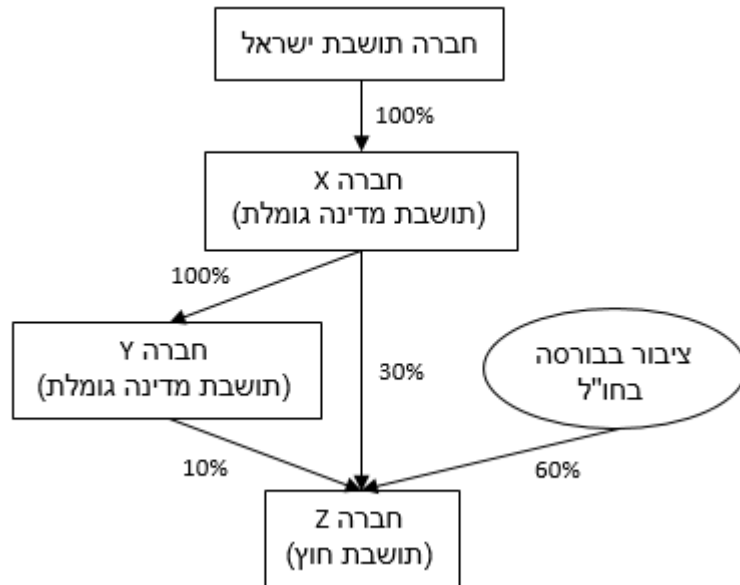 חברה תושבת ישראל
100%
חברה X
(תושבת מדינה גומלת)
100%
30%
חברה Y
(תושבת מדינה גומלת)
ציבור בבורסה
בחו"ל
10%
60%
חברה Z
(תושבת חוץ)